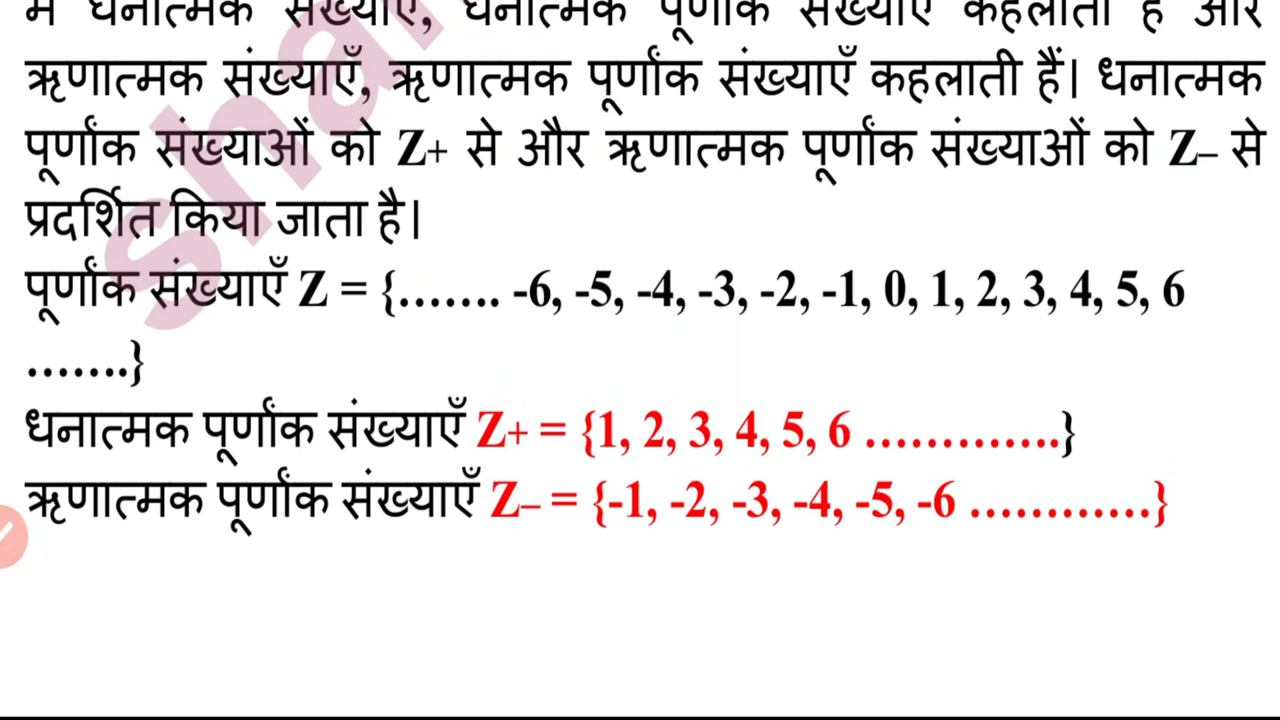 में धनात्मक संख्याएँ, धनात्मक पूर्णांक संख्याएँ कहलाती हैं और
ऋणात्मक संख्याएँ, ऋणात्मक पूर्णांक संख्याएँ कहलाती हैं। धनात्मक
पूर्णांक संख्याओं को Z+ से और ऋणात्मक पूर्णांक संख्याओं को Z– से
प्रदर्शित किया जाता है।
पूर्णांक संख्याएँ Z = {……. -6, -5, -4, -3, -2, -1, 0, 1, 2, 3, 4, 5, 6
…….}
धनात्मक पूर्णांक संख्याएँ Z+ = {1, 2, 3, 4, 5, 6 ………….}
ऋणात्मक पूर्णांक संख्याएँ Z– = {-1, -2, -3, -4, -5, -6 …………}